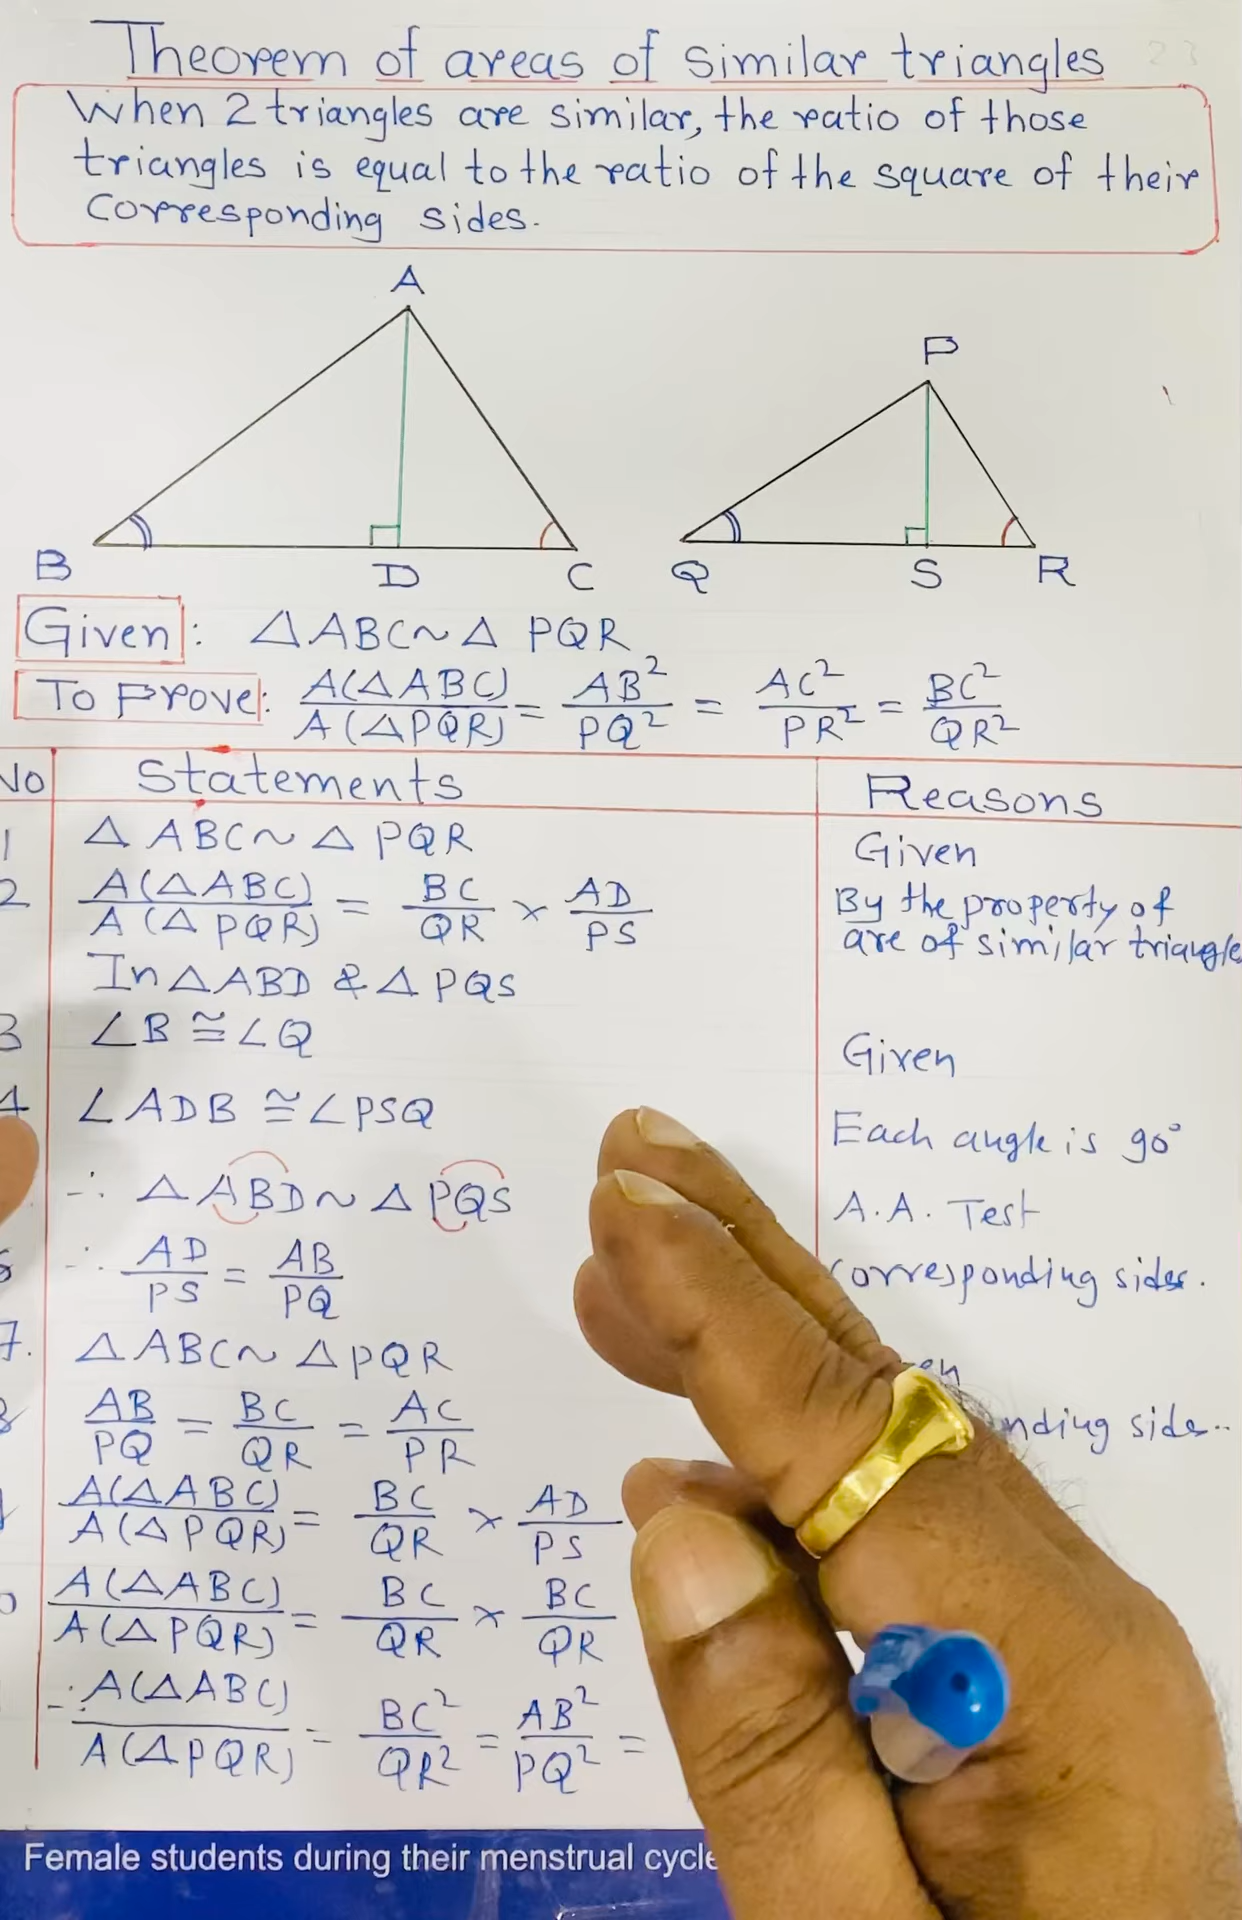 Theorem of areas of similar triangles
When 2 triangles are similar, the ratio of those
triangles is equal to the ratio of the square of their
Corresponding sides.
A
P
B D C Q S R
Given: △ABC ~ △ PQR
To Prove: A(△ABC)/A(△PQR) = AB²/PQ² = AC²/PR² = BC²/QR²
No Statements Reasons
1 △ ABC ~ △ PQR Given
2 A(△ABC)/A(△PQR) = BC/QR × AD/PS By the property of
are of similar triangle
In △ABD & △PQS
3 ∠B ≅ ∠Q Given
4 ∠ADB ≅ ∠PSQ Each angle is 90°
∴ △ABD ~ △PQS A.A. Test
6 ∴ AD/PS = AB/PQ corresponding sides.
7. △ABC ~ △PQR
8 AB/PQ = BC/QR = AC/PR nding side..
A(△ABC)/A(△PQR) = BC/QR × AD/PS
A(△ABC)/A(△PQR) = BC/QR × BC/QR
∴ A(△ABC)/A(△PQR) = BC²/QR² = AB²/PQ² =
Female students during their menstrual cycle